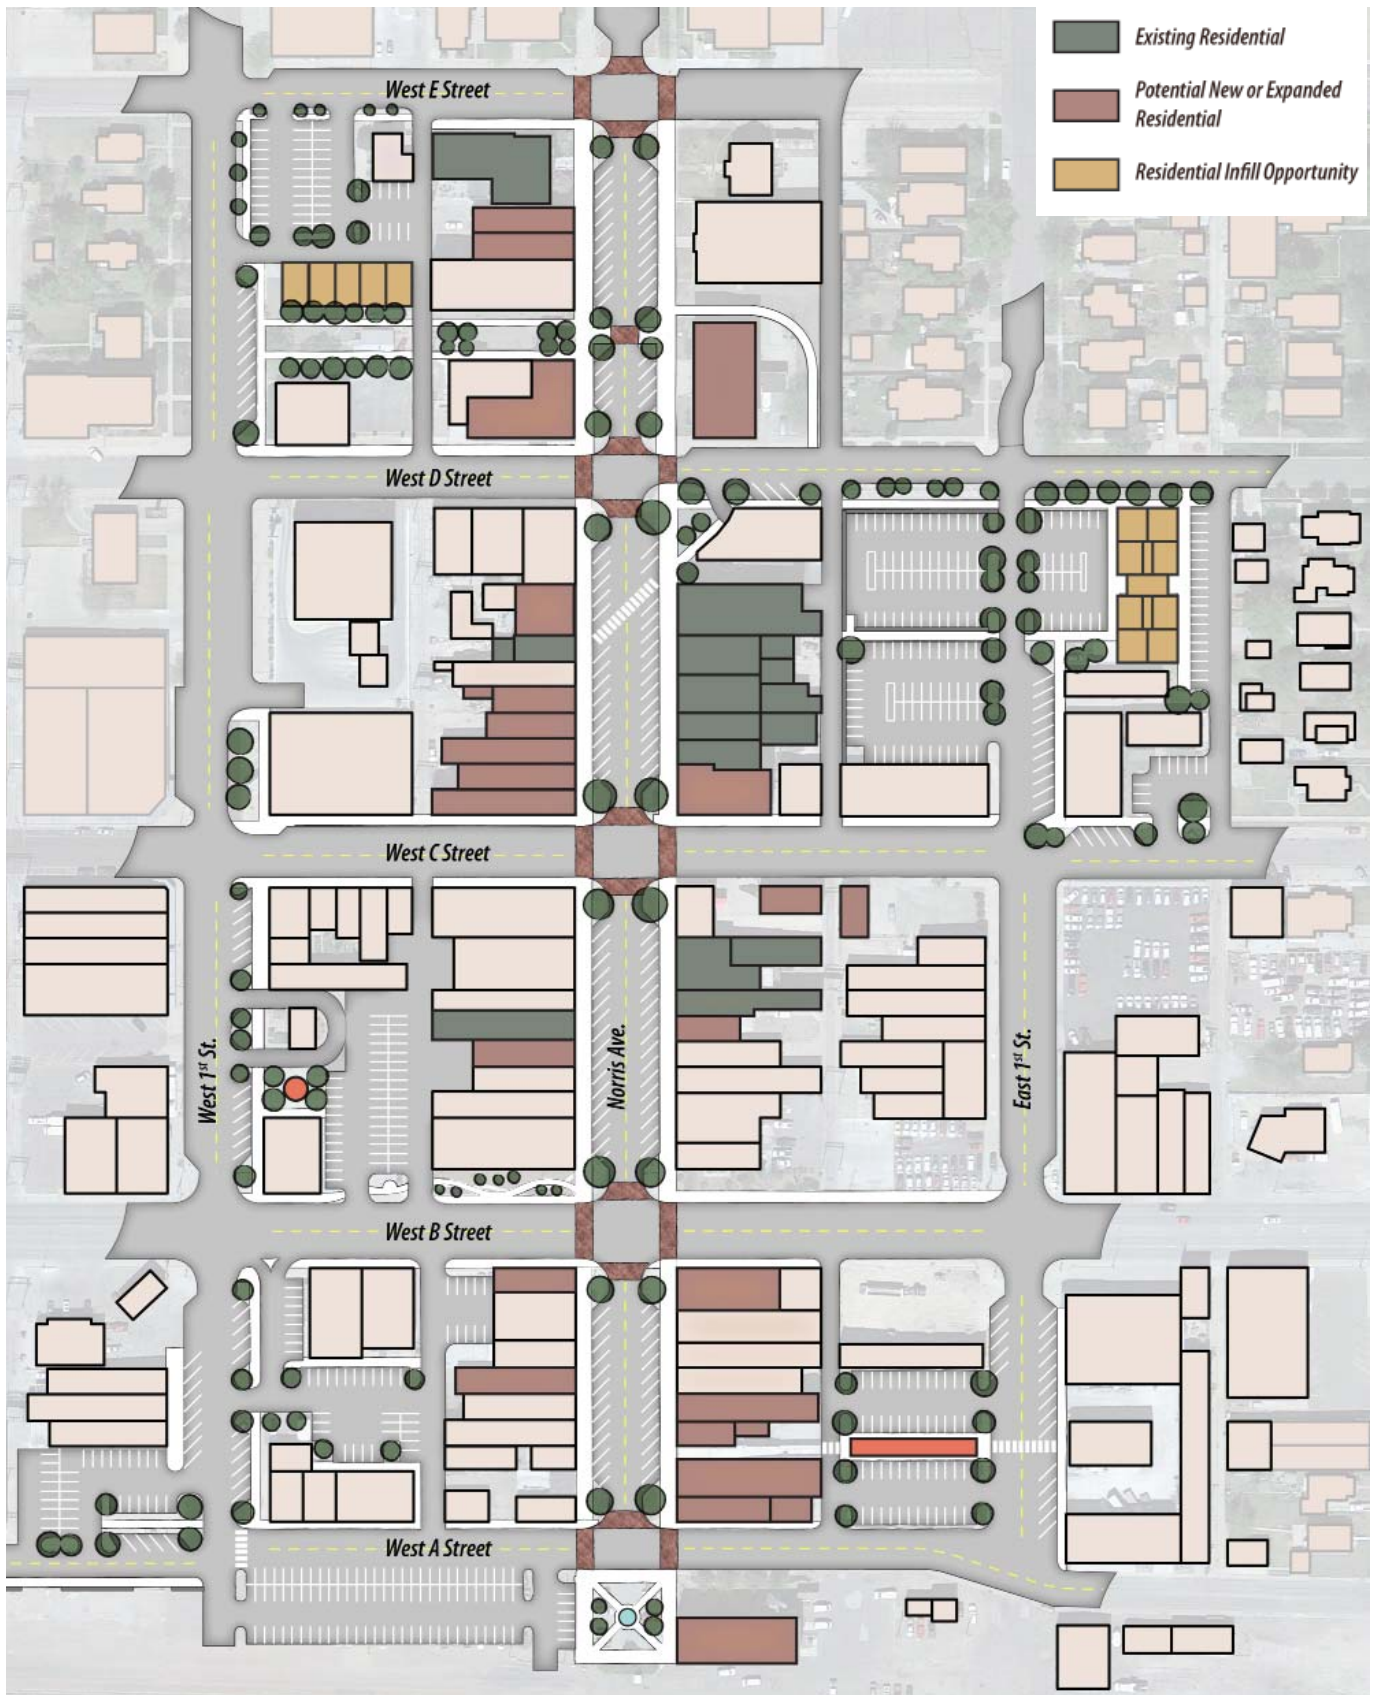 Existing Residential
Potential New or Expanded
Residential
Residential Infill Opportunity
West E Street
West D Street
West C Street
West 1st St.
Norris Ave.
East 1st St.
West B Street
West A Street